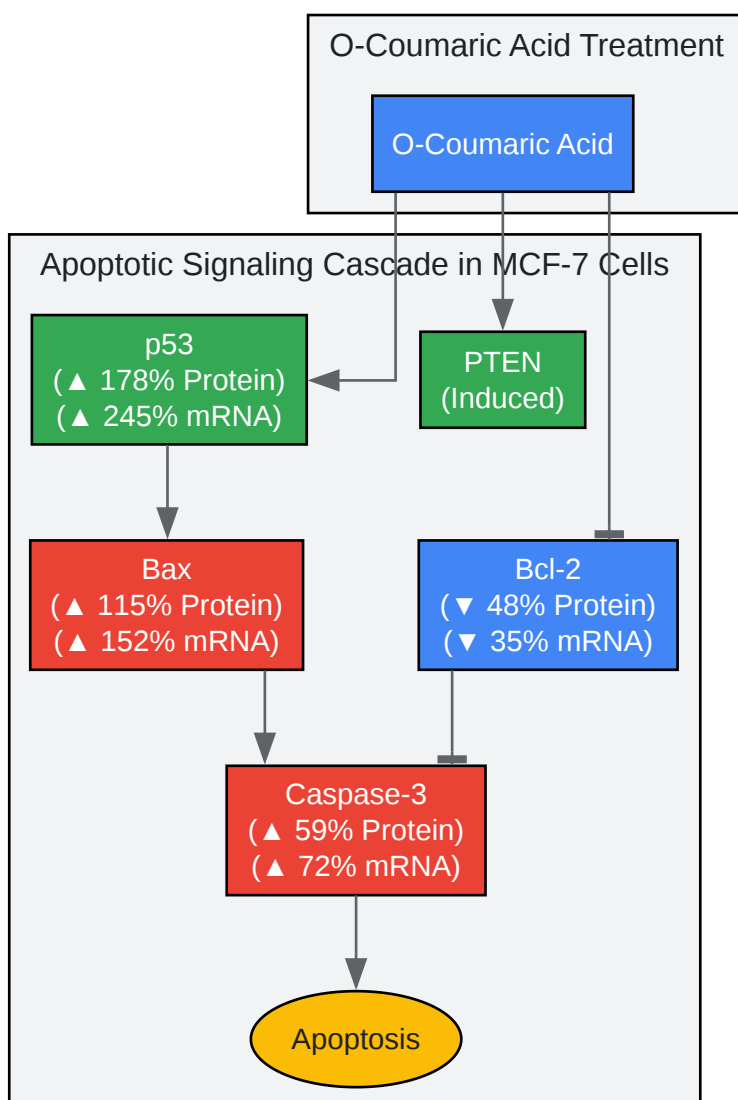 O-Coumaric Acid Treatment
O-Coumaric Acid
Apoptotic Signaling Cascade in MCF-7 Cells
p53
(▲ 178% Protein)
(▲ 245% mRNA)
PTEN
(Induced)
Bax
(▲ 115% Protein)
(▲ 152% mRNA)
Bcl-2
(▼ 48% Protein)
(▼ 35% mRNA)
Caspase-3
(▲ 59% Protein)
(▲ 72% mRNA)
Apoptosis